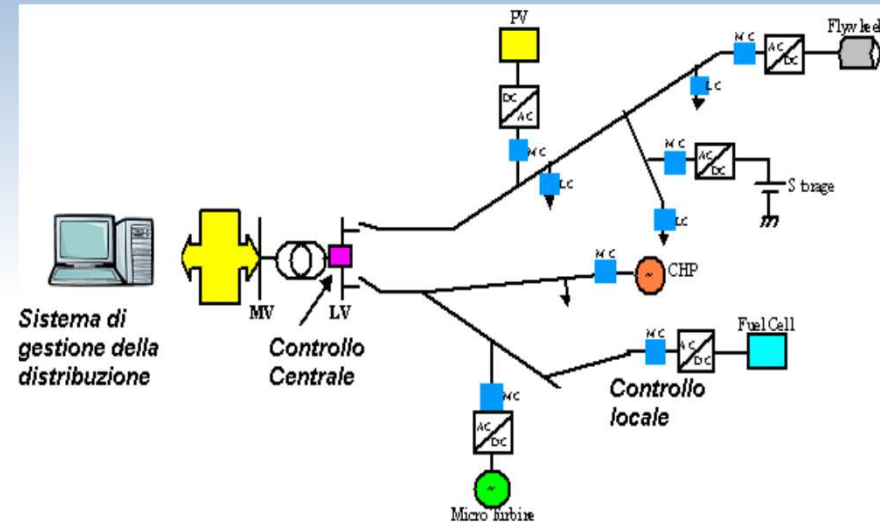 PV
MC
AC
DC
Flywheel
DC
AC
LC
MC
MC
AC
DC
LC
Storage
LC
MC
CHP
~
MV
LV
Sistema di
gestione della
distribuzione
Controllo
Centrale
MC
AC
DC
Fuel Cell
Controllo
locale
MC
AC
DC
~
Micro Turbine